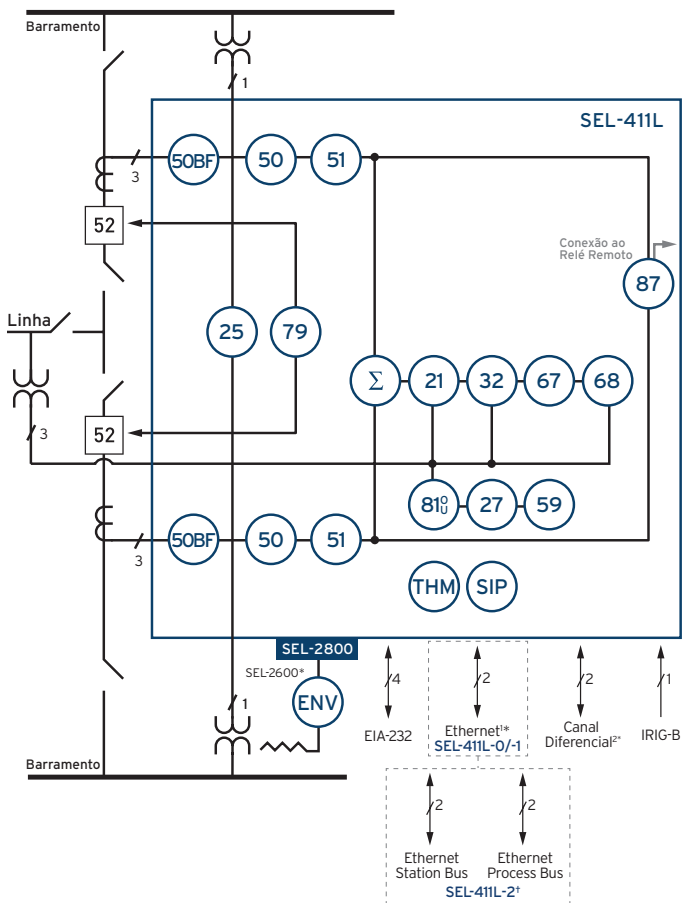 Barramento
1
SEL-411L
50BF
50
51
3
Conexão ao
Relé Remoto
87
52
Linha
25
79
Σ
21
32
67
68
3
52
81OU
27
59
50BF
50
51
3
THM
SIP
SEL-2800
SEL-2600*
ENV
1
4
2
2
1
EIA-232
Ethernet¹*
SEL-411L-0/-1
Canal
Diferencial²*
IRIG-B
Barramento
2
2
Ethernet
Station Bus
Ethernet
Process Bus
SEL-411L-2†